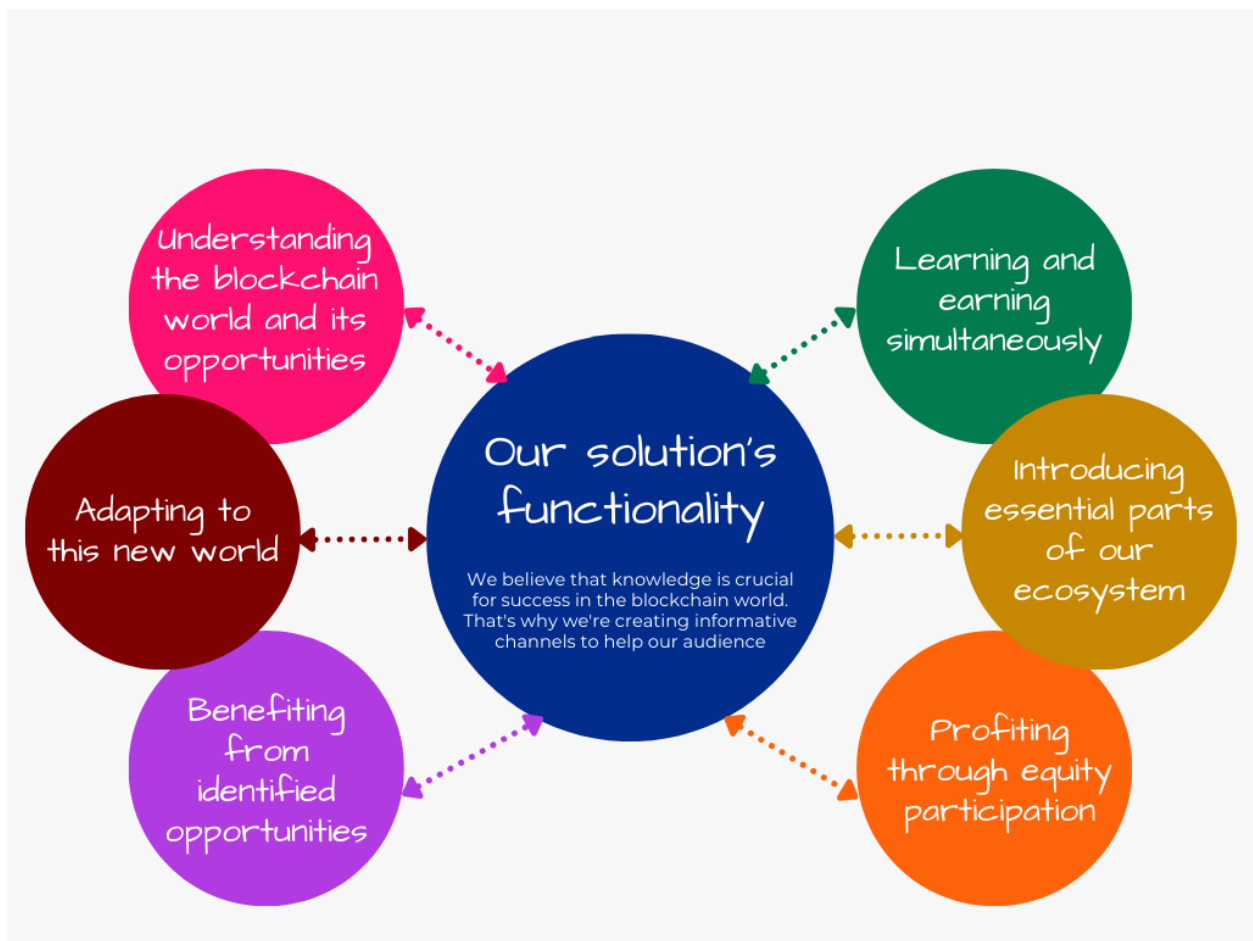 Understanding
the blockchain
world and its
opportunities
Adapting to
this new world
Benefiting
from
identified
opportunities
Our solution's
functionality
We believe that knowledge is crucial
for success in the blockchain world.
That's why we're creating informative
channels to help our audience
Learning and
earning
simultaneously
Introducing
essential parts
of our
ecosystem
Profiting
through equity
participation